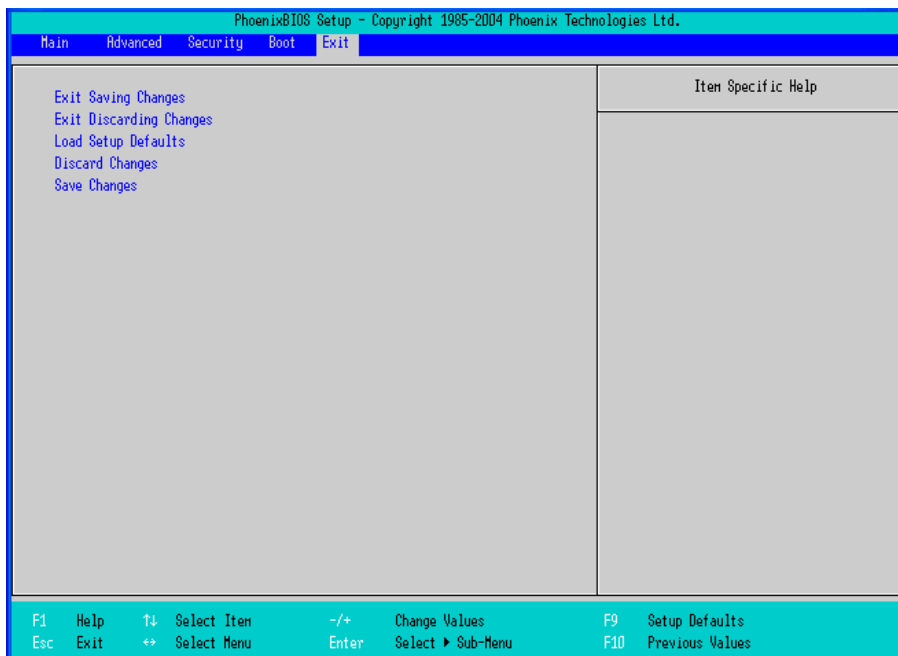 PhoenixBIOS Setup - Copyright 1985-2004 Phoenix Technologies Ltd.
Main Advanced Security Boot Exit
Item Specific Help
Exit Saving Changes
Exit Discarding Changes
Load Setup Defaults
Discard Changes
Save Changes
F1 Help ↑↓ Select Item -/+ Change Values F9 Setup Defaults
Esc Exit ↔ Select Menu Enter Select ▶ Sub-Menu F10 Previous Values